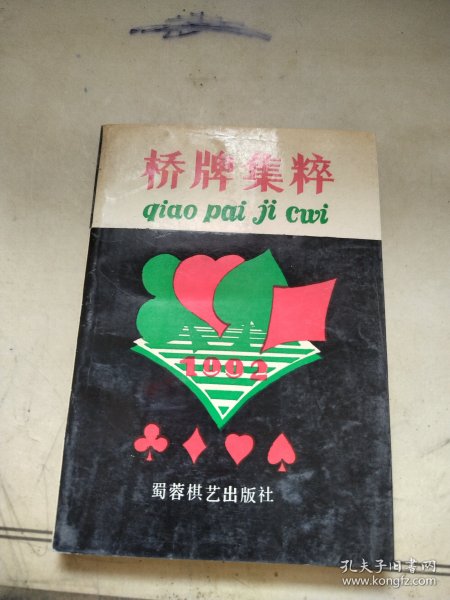 桥牌集粹
qiao pai ji cui
1992
蜀蓉棋艺出版社
孔夫子旧书网
www.kongfz.com